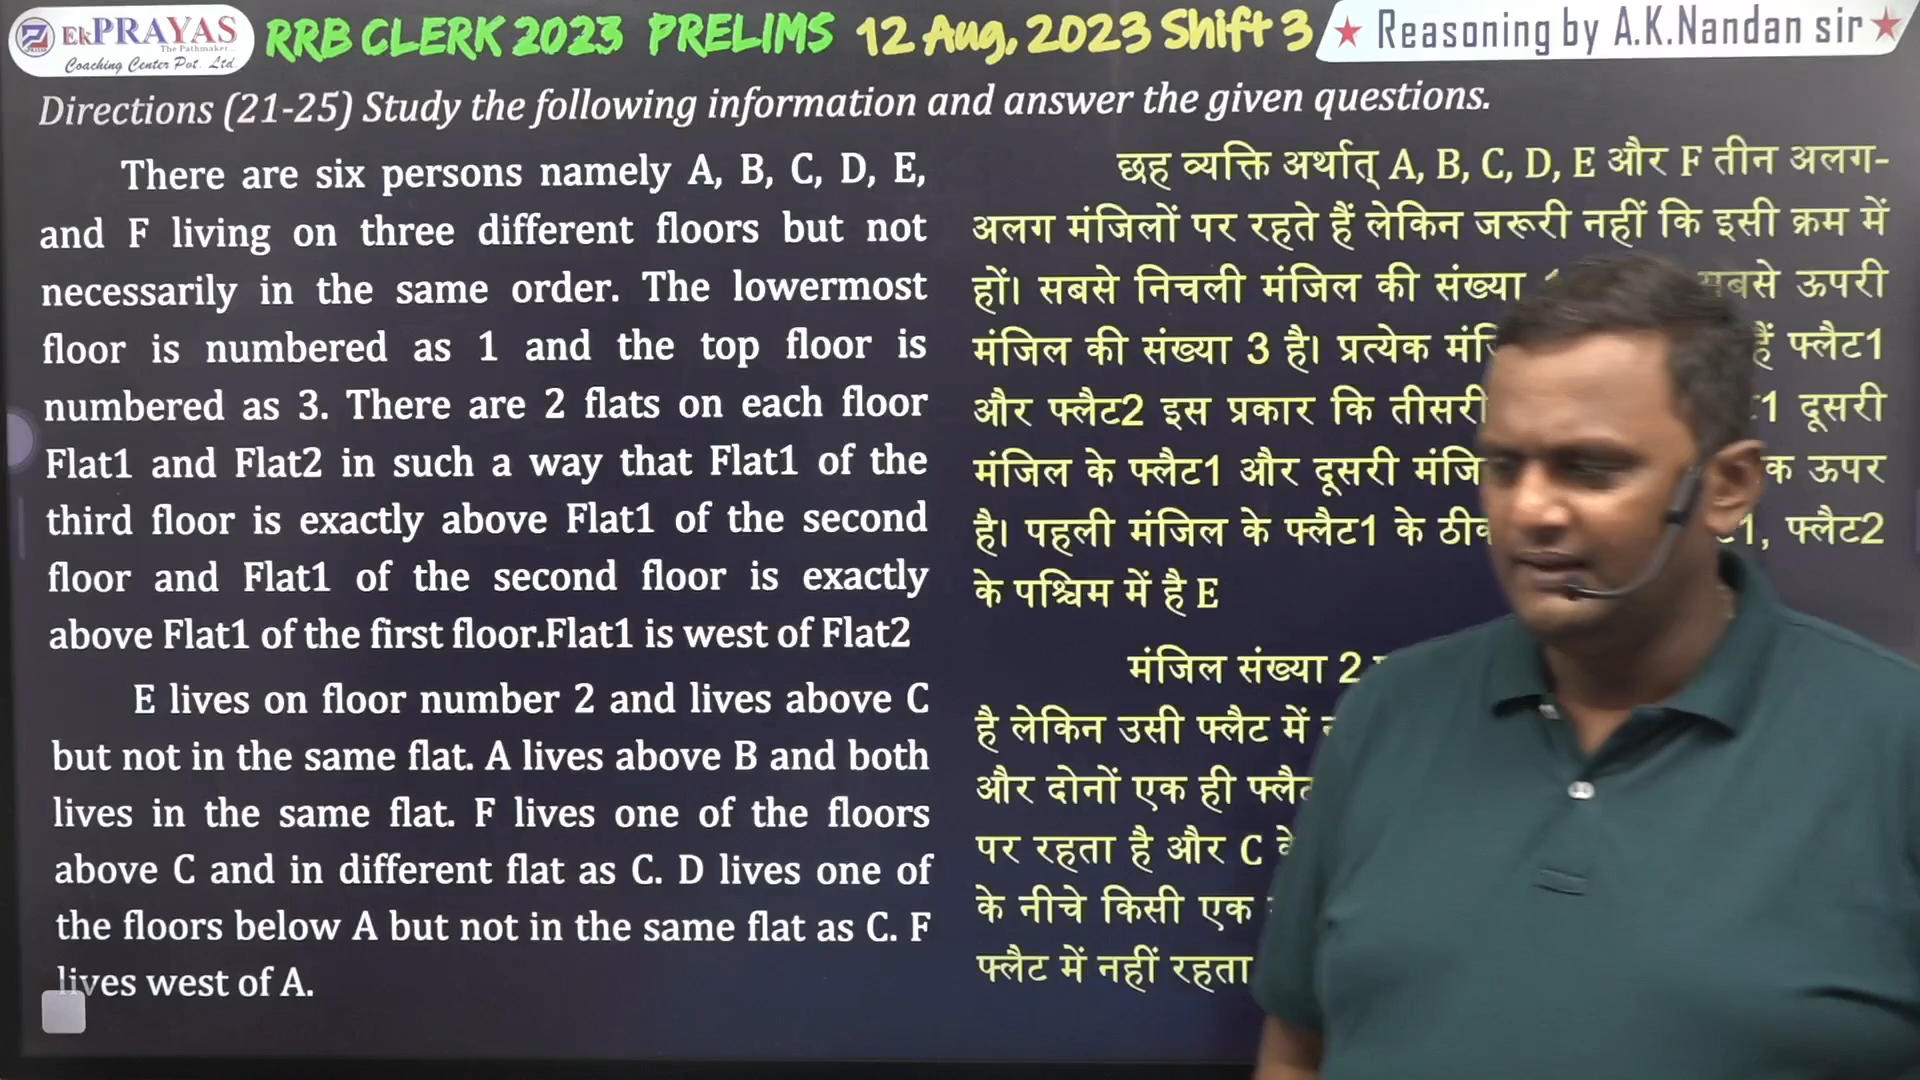 EkPRAYAS
The Pathmaker...
Coaching Center Pvt. Ltd
RRB CLERK 2023 PRELIMS 12 Aug, 2023 Shift 3
Reasoning by A.K.Nandan sir
Directions (21-25) Study the following information and answer the given questions.
There are six persons namely A, B, C, D, E,
and F living on three different floors but not
necessarily in the same order. The lowermost
floor is numbered as 1 and the top floor is
numbered as 3. There are 2 flats on each floor
Flat1 and Flat2 in such a way that Flat1 of the
third floor is exactly above Flat1 of the second
floor and Flat1 of the second floor is exactly
above Flat1 of the first floor.Flat1 is west of Flat2
E lives on floor number 2 and lives above C
but not in the same flat. A lives above B and both
lives in the same flat. F lives one of the floors
above C and in different flat as C. D lives one of
the floors below A but not in the same flat as C. F
lives west of A.
छह व्यक्ति अर्थात् A, B, C, D, E और F तीन अलग-
अलग मंजिलों पर रहते हैं लेकिन जरूरी नहीं कि इसी क्रम में
हों। सबसे निचली मंजिल की संख्या सबसे ऊपरी
मंजिल की संख्या 3 है। प्रत्येक हैं फ्लैट1
और फ्लैट2 इस प्रकार कि तीसरी दूसरी
मंजिल के फ्लैट1 और दूसरी ऊपर
है। पहली मंजिल के फ्लैट1 के फ्लैट2
के पश्चिम में है E
मंजिल संख्या 2
है लेकिन उसी फ्लैट में
और दोनों एक ही
पर रहता है और C
के नीचे किसी एक
फ्लैट में नहीं रहता